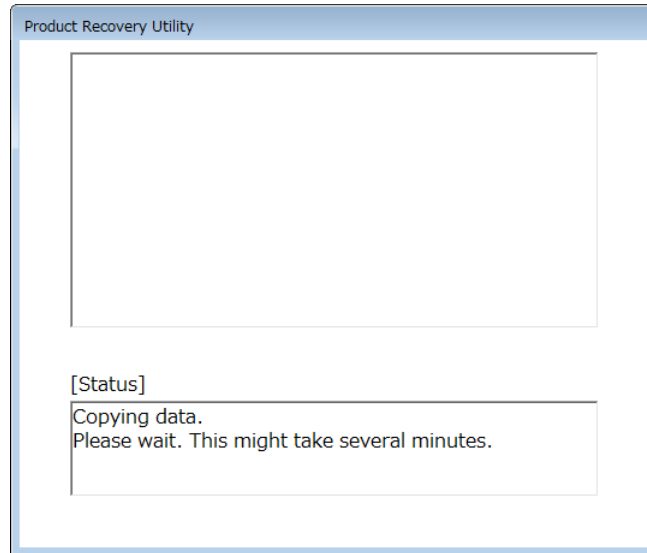 Product Recovery Utility
[Status]
Copying data.
Please wait. This might take several minutes.